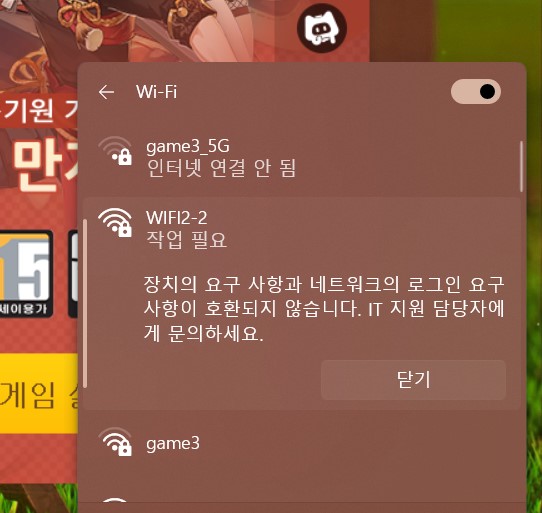 Wi-Fi
기원
game3_5G
인터넷 연결 안 됨
만
WIFI2-2
작업 필요
15
세이용가
장치의 요구 사항과 네트워크의 로그인 요구
사항이 호환되지 않습니다. IT 지원 담당자에
게 문의하세요.
닫기
게임
game3